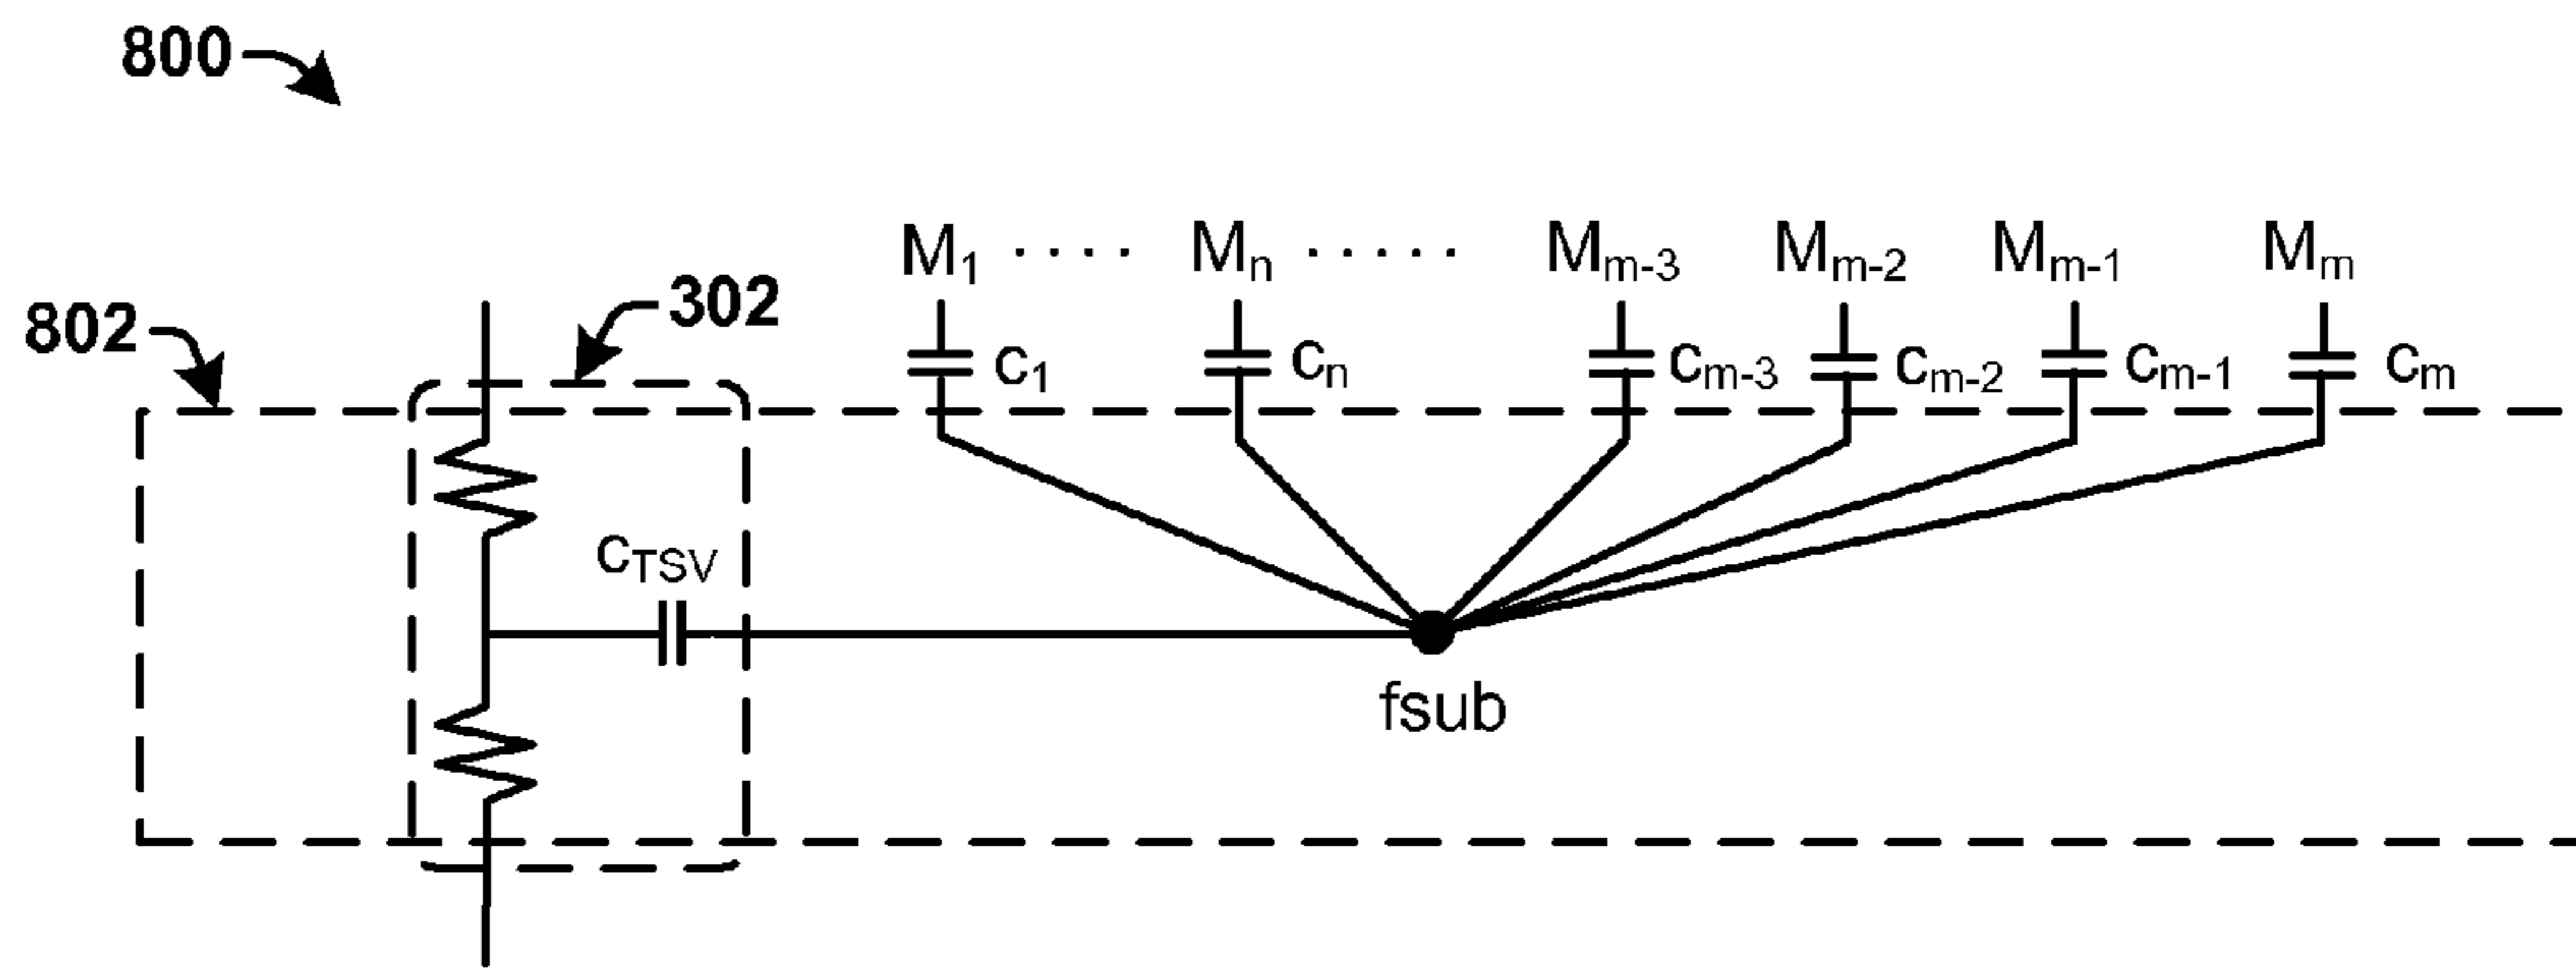 800
M1 .... Mn ..... Mm-3 Mm-2 Mm-1 Mm
802
302
C1 Cn Cm-3 Cm-2 Cm-1 Cm
CTSV
fsub